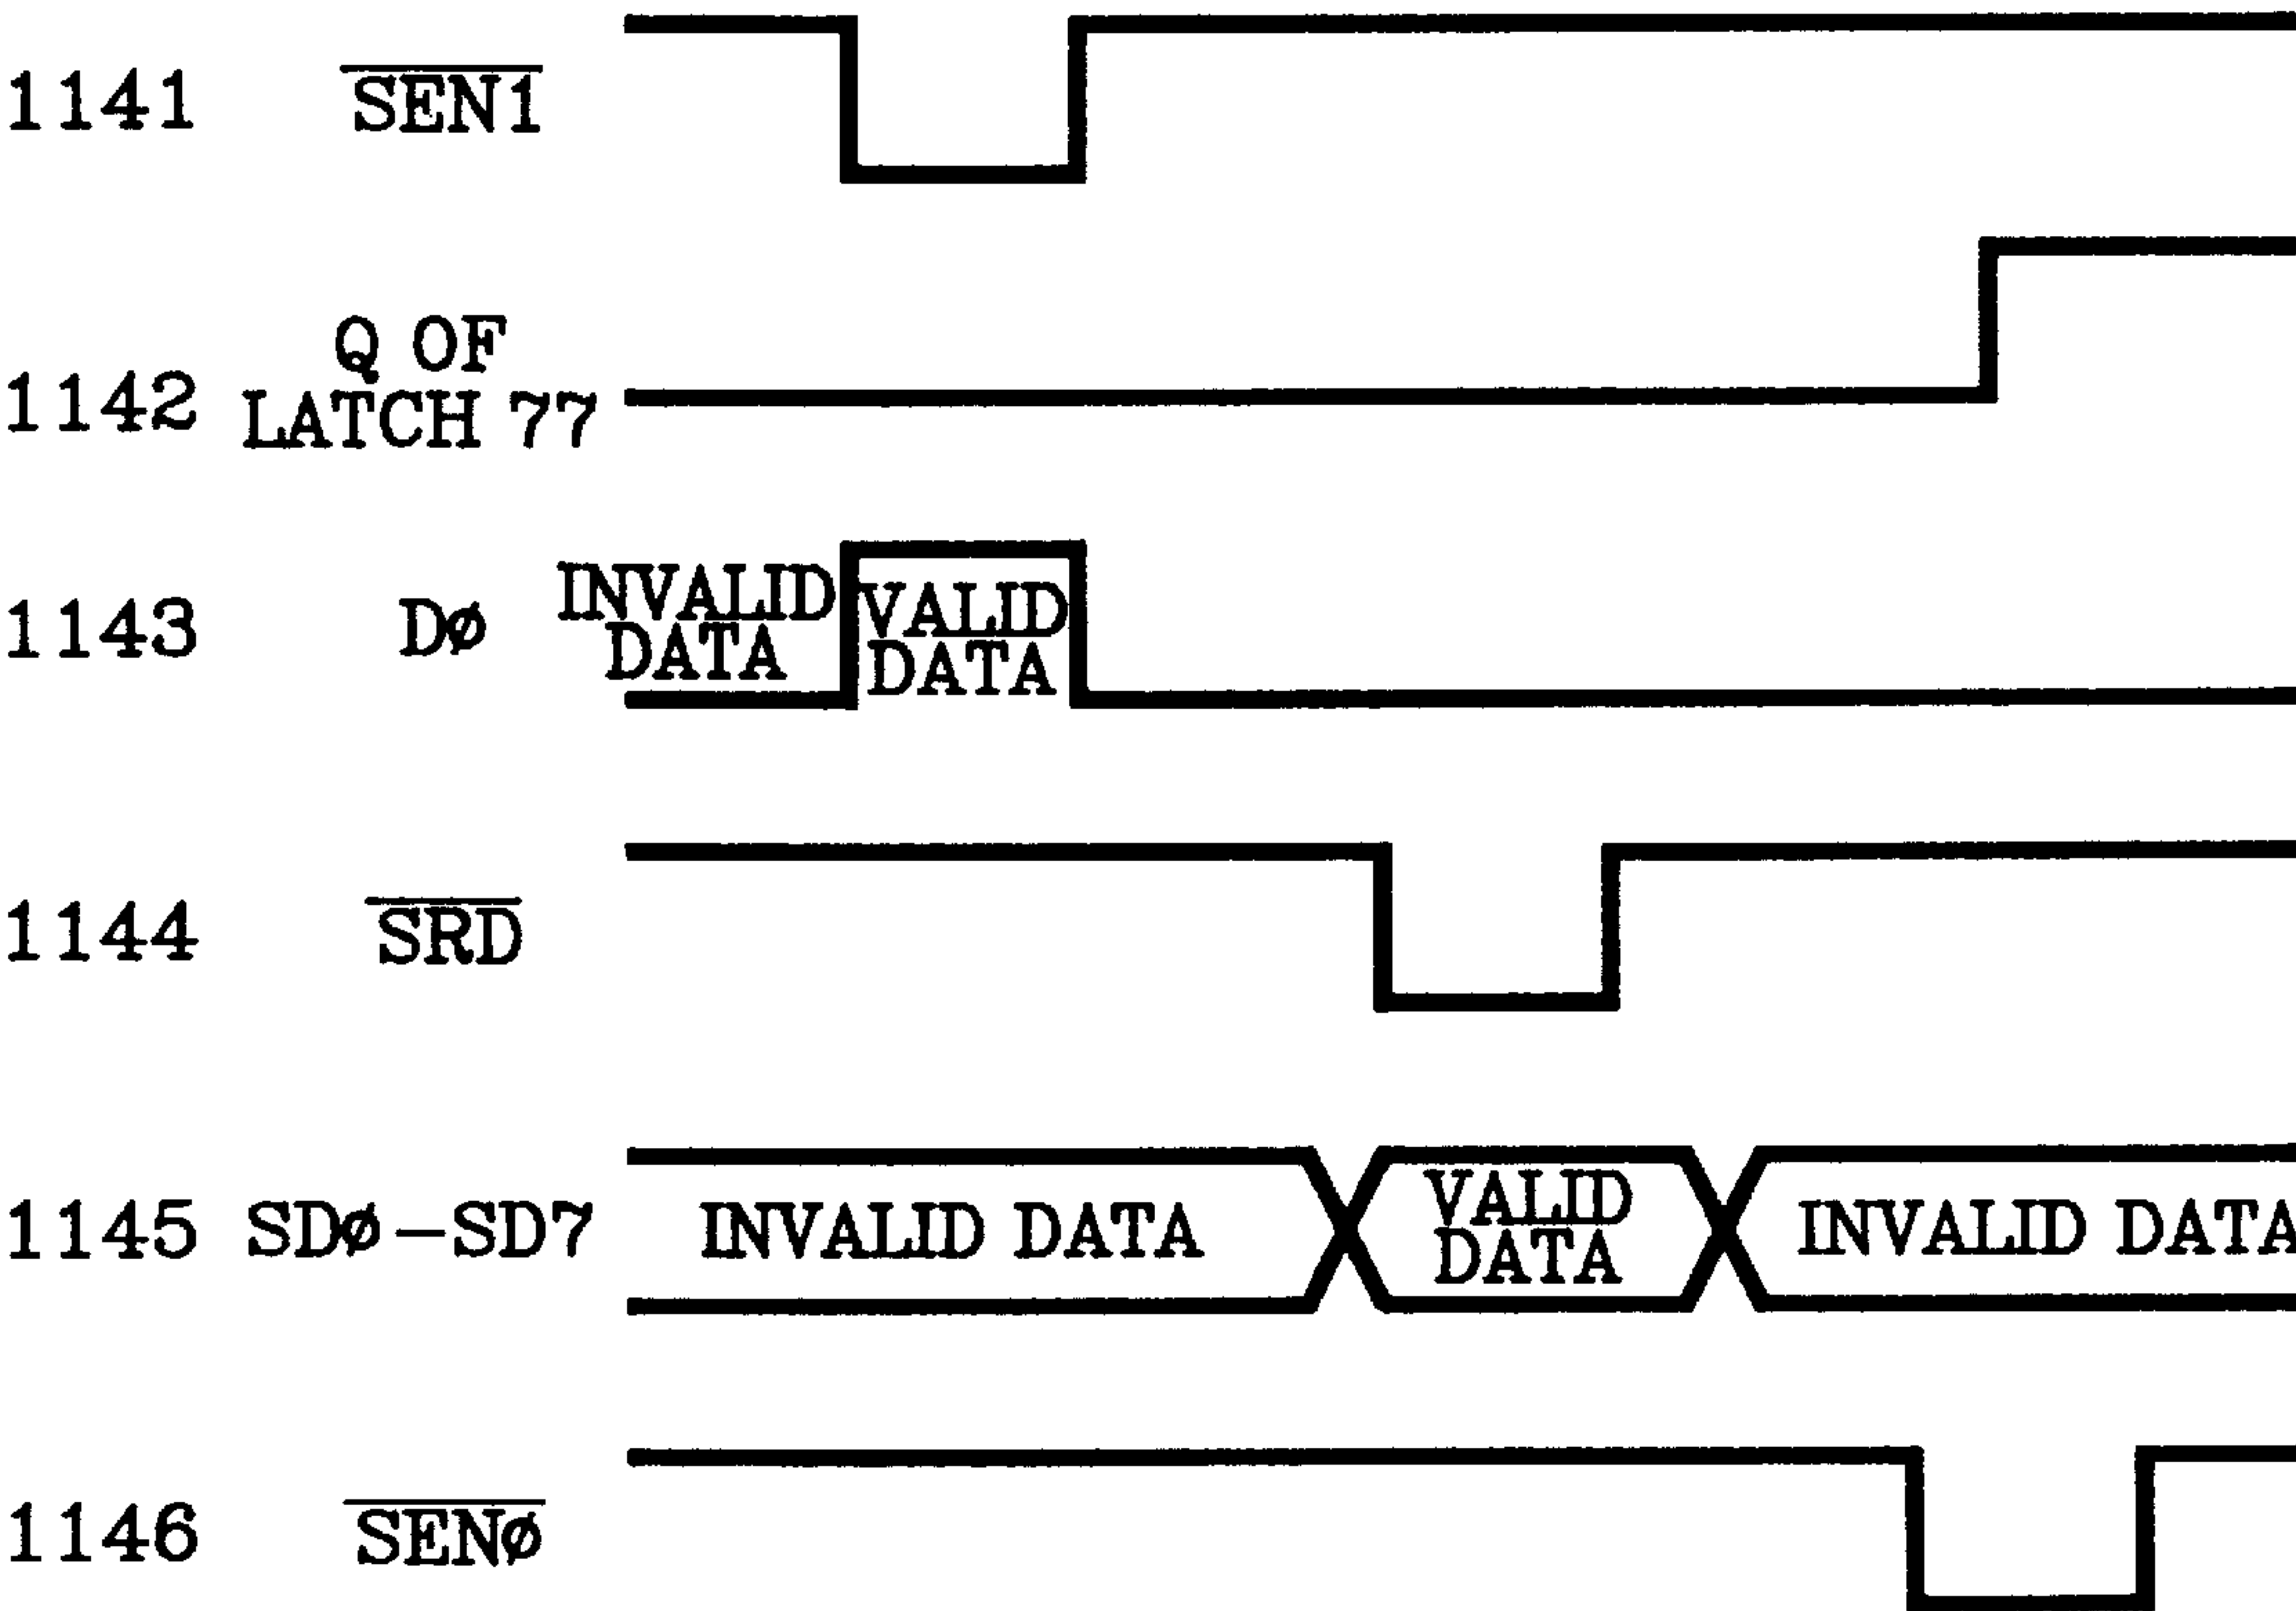 1141 SEN1
Q OF
1142 LATCH 77
INVALID
DATA
VALID
DATA
1143 DØ
1144 SRD
1145 SDØ–SD7 INVALID DATA
VALID
DATA
INVALID DATA
1146 SENØ